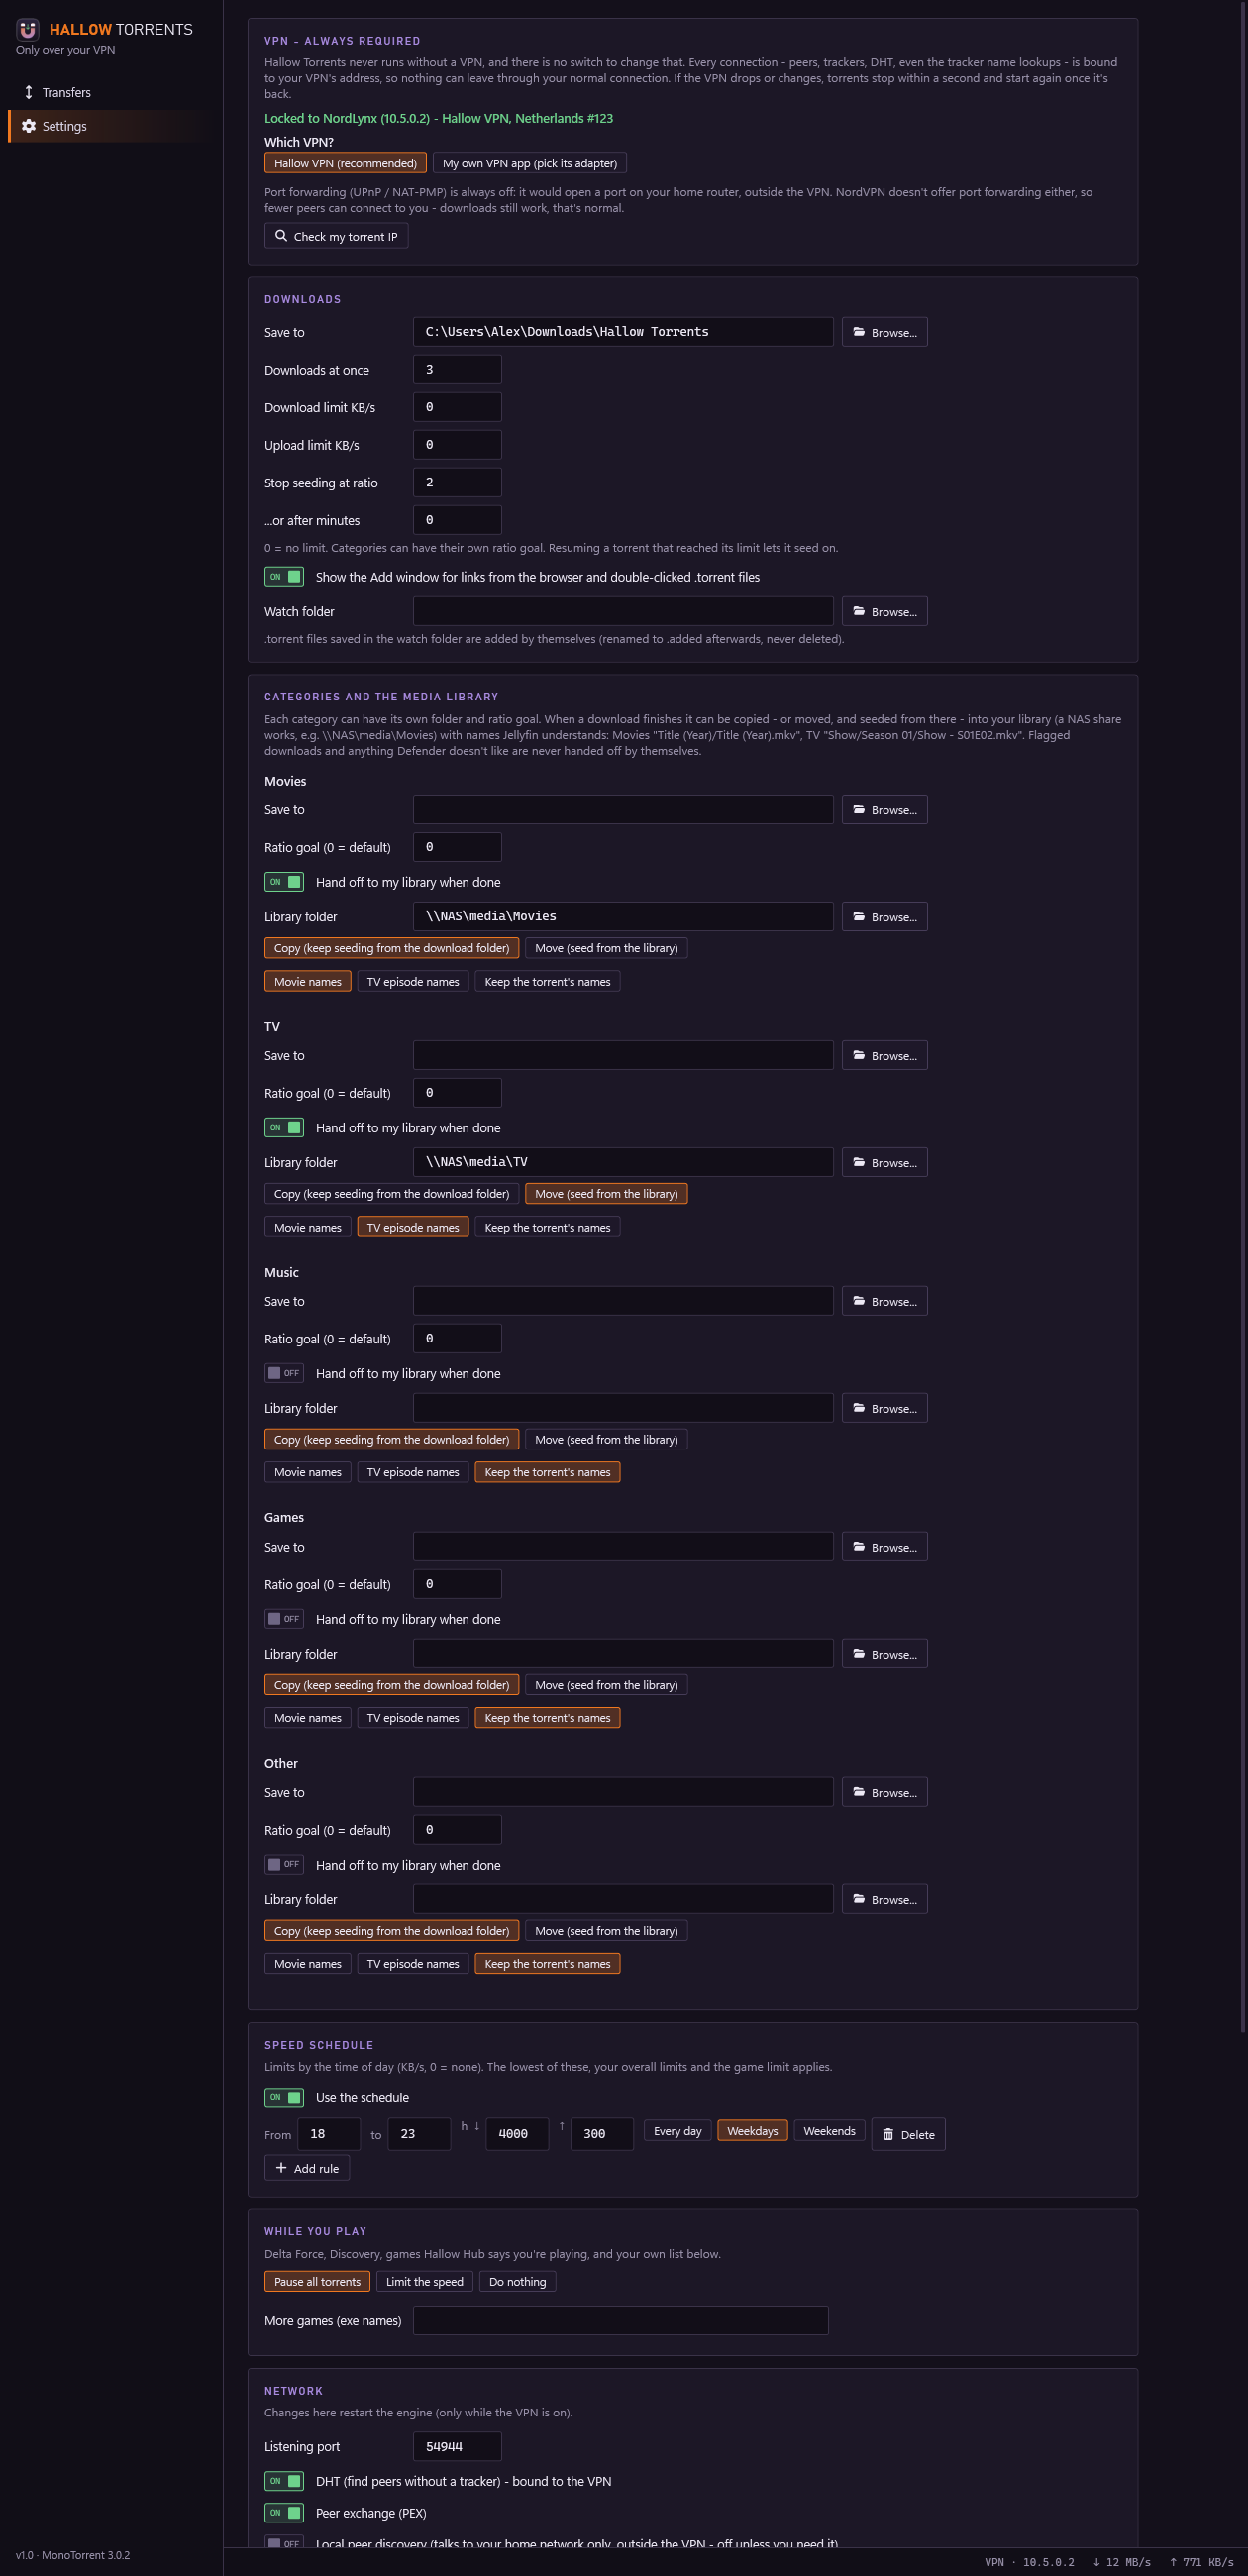 HALLOW TORRENTS
Only over your VPN
Transfers
Settings
v1.0 · MonoTorrent 3.0.2
VPN - ALWAYS REQUIRED
Hallow Torrents never runs without a VPN, and there is no switch to change that. Every connection - peers, trackers, DHT, even the tracker name lookups - is bound
to your VPN's address, so nothing can leave through your normal connection. If the VPN drops or changes, torrents stop within a second and start again once it's
back.
Locked to NordLynx (10.5.0.2) - Hallow VPN, Netherlands #123
Which VPN?
Hallow VPN (recommended) My own VPN app (pick its adapter)
Port forwarding (UPnP / NAT-PMP) is always off: it would open a port on your home router, outside the VPN. NordVPN doesn't offer port forwarding either, so
fewer peers can connect to you - downloads still work, that's normal.
Check my torrent IP
DOWNLOADS
Save to C:\Users\Alex\Downloads\Hallow Torrents Browse...
Downloads at once 3
Download limit KB/s 0
Upload limit KB/s 0
Stop seeding at ratio 2
...or after minutes 0
0 = no limit. Categories can have their own ratio goal. Resuming a torrent that reached its limit lets it seed on.
ON Show the Add window for links from the browser and double-clicked .torrent files
Watch folder Browse...
.torrent files saved in the watch folder are added by themselves (renamed to .added afterwards, never deleted).
CATEGORIES AND THE MEDIA LIBRARY
Each category can have its own folder and ratio goal. When a download finishes it can be copied - or moved, and seeded from there - into your library (a NAS share
works, e.g. \\NAS\media\Movies) with names Jellyfin understands: Movies "Title (Year)/Title (Year).mkv", TV "Show/Season 01/Show - S01E02.mkv". Flagged
downloads and anything Defender doesn't like are never handed off by themselves.
Movies
Save to Browse...
Ratio goal (0 = default) 0
ON Hand off to my library when done
Library folder \\NAS\media\Movies Browse...
Copy (keep seeding from the download folder) Move (seed from the library)
Movie names TV episode names Keep the torrent's names
TV
Save to Browse...
Ratio goal (0 = default) 0
ON Hand off to my library when done
Library folder \\NAS\media\TV Browse...
Copy (keep seeding from the download folder) Move (seed from the library)
Movie names TV episode names Keep the torrent's names
Music
Save to Browse...
Ratio goal (0 = default) 0
OFF Hand off to my library when done
Library folder Browse...
Copy (keep seeding from the download folder) Move (seed from the library)
Movie names TV episode names Keep the torrent's names
Games
Save to Browse...
Ratio goal (0 = default) 0
OFF Hand off to my library when done
Library folder Browse...
Copy (keep seeding from the download folder) Move (seed from the library)
Movie names TV episode names Keep the torrent's names
Other
Save to Browse...
Ratio goal (0 = default) 0
OFF Hand off to my library when done
Library folder Browse...
Copy (keep seeding from the download folder) Move (seed from the library)
Movie names TV episode names Keep the torrent's names
SPEED SCHEDULE
Limits by the time of day (KB/s, 0 = none). The lowest of these, your overall limits and the game limit applies.
ON Use the schedule
From 18 to 23 h ↓ 4000 ↑ 300 Every day Weekdays Weekends Delete
Add rule
WHILE YOU PLAY
Delta Force, Discovery, games Hallow Hub says you're playing, and your own list below.
Pause all torrents Limit the speed Do nothing
More games (exe names)
NETWORK
Changes here restart the engine (only while the VPN is on).
Listening port 54944
ON DHT (find peers without a tracker) - bound to the VPN
ON Peer exchange (PEX)
OFF Local peer discovery (talks to your home network only, outside the VPN - off unless you need it)
VPN · 10.5.0.2 ↓ 12 MB/s ↑ 771 KB/s